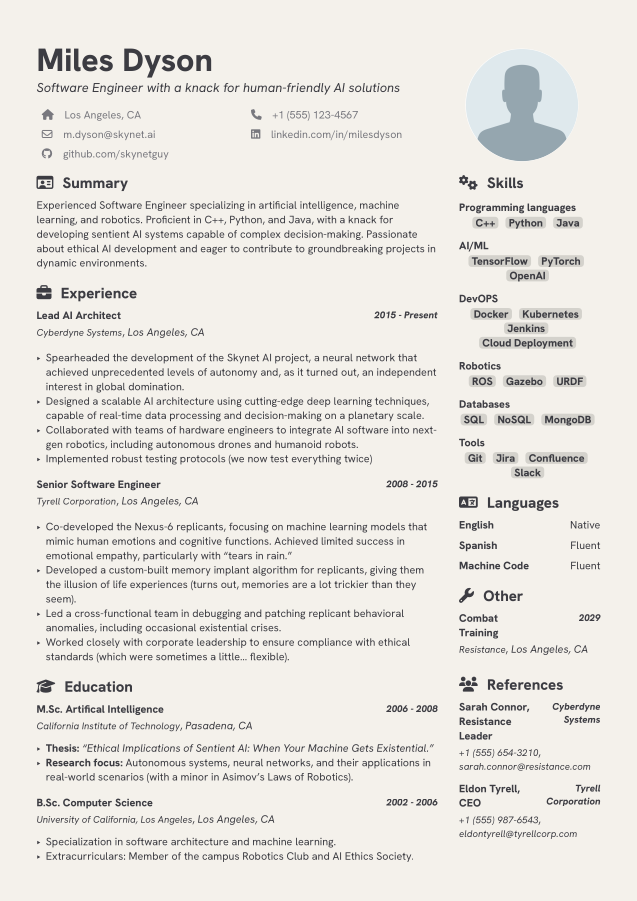 Miles Dyson
Software Engineer with a knack for human-friendly AI solutions
Los Angeles, CA
+1 (555) 123-4567
m.dyson@skynet.ai
linkedin.com/in/milesdyson
github.com/skynetguy
Summary
Experienced Software Engineer specializing in artificial intelligence, machine
learning, and robotics. Proficient in C++, Python, and Java, with a knack for
developing sentient AI systems capable of complex decision-making. Passionate
about ethical AI development and eager to contribute to groundbreaking projects in
dynamic environments.
Experience
Lead AI Architect 2015 - Present
Cyberdyne Systems, Los Angeles, CA
‣ Spearheaded the development of the Skynet AI project, a neural network that
achieved unprecedented levels of autonomy and, as it turned out, an independent
interest in global domination.
‣ Designed a scalable AI architecture using cutting-edge deep learning techniques,
capable of real-time data processing and decision-making on a planetary scale.
‣ Collaborated with teams of hardware engineers to integrate AI software into next-
gen robotics, including autonomous drones and humanoid robots.
‣ Implemented robust testing protocols (we now test everything twice)
Senior Software Engineer 2008 - 2015
Tyrell Corporation, Los Angeles, CA
‣ Co-developed the Nexus-6 replicants, focusing on machine learning models that
mimic human emotions and cognitive functions. Achieved limited success in
emotional empathy, particularly with “tears in rain.”
‣ Developed a custom-built memory implant algorithm for replicants, giving them
the illusion of life experiences (turns out, memories are a lot trickier than they
seem).
‣ Led a cross-functional team in debugging and patching replicant behavioral
anomalies, including occasional existential crises.
‣ Worked closely with corporate leadership to ensure compliance with ethical
standards (which were sometimes a little… flexible).
Education
M.Sc. Artifical Intelligence 2006 - 2008
California Institute of Technology, Pasadena, CA
‣ Thesis: “Ethical Implications of Sentient AI: When Your Machine Gets Existential.”
‣ Research focus: Autonomous systems, neural networks, and their applications in
real-world scenarios (with a minor in Asimov’s Laws of Robotics).
B.Sc. Computer Science 2002 - 2006
University of California, Los Angeles, Los Angeles, CA
‣ Specialization in software architecture and machine learning.
‣ Extracurriculars: Member of the campus Robotics Club and AI Ethics Society.
Skills
Programming languages
C++ Python Java
AI/ML
TensorFlow PyTorch
OpenAI
DevOPS
Docker Kubernetes
Jenkins
Cloud Deployment
Robotics
ROS Gazebo URDF
Databases
SQL NoSQL MongoDB
Tools
Git Jira Confluence
Slack
Languages
English Native
Spanish Fluent
Machine Code Fluent
Other
Combat 2029
Training
Resistance, Los Angeles, CA
References
Sarah Connor, Cyberdyne
Resistance Systems
Leader
+1 (555) 654-3210,
sarah.connor@resistance.com
Eldon Tyrell, Tyrell
CEO Corporation
+1 (555) 987-6543,
eldontyrell@tyrellcorp.com